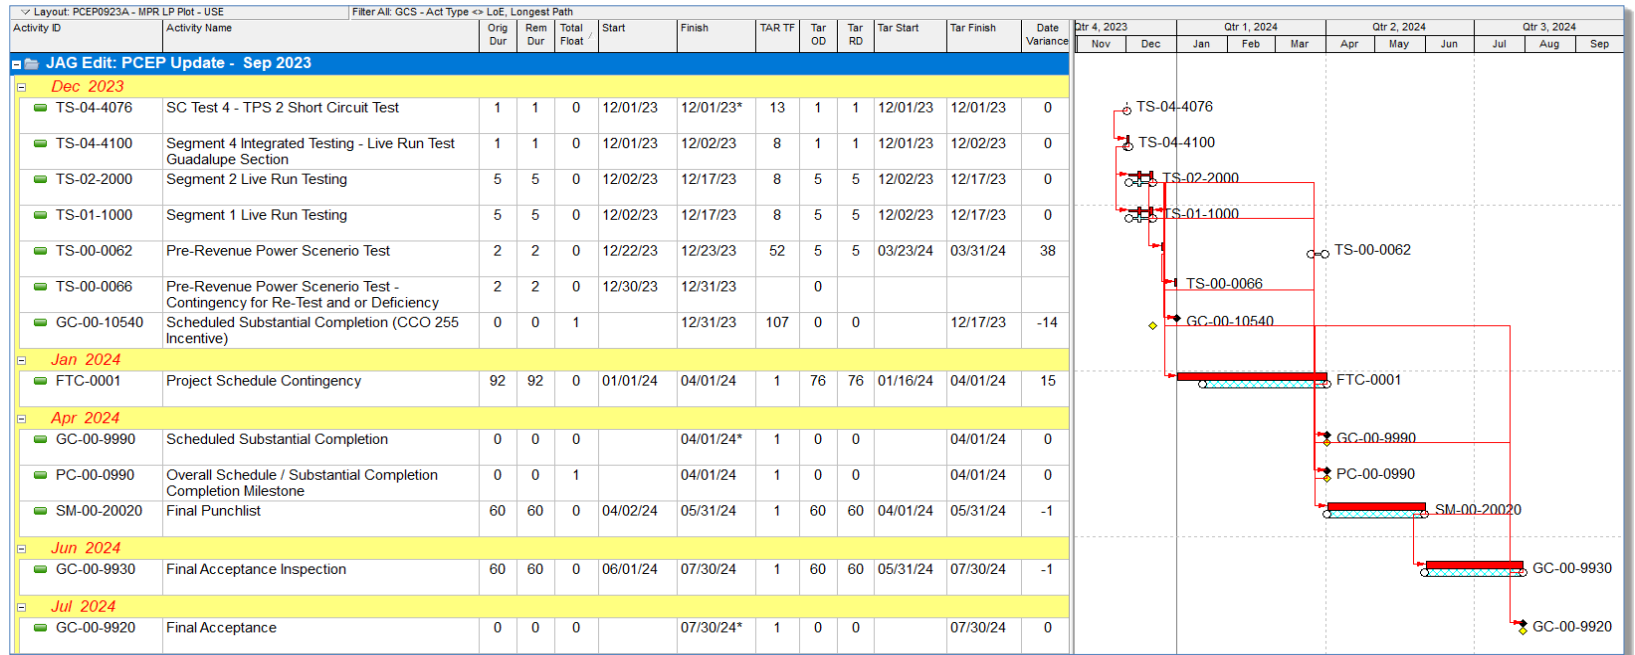 Layout: PCEP0923A - MPR LP Plot - USE Filter All: GCS - Act Type <> LoE, Longest Path
Activity ID Activity Name Orig Dur Rem Dur Total Float Start Finish TAR TF Tar OD Tar RD Tar Start Tar Finish Date Variance
Qtr 4, 2023 Qtr 1, 2024 Qtr 2, 2024 Qtr 3, 2024
Nov Dec Jan Feb Mar Apr May Jun Jul Aug Sep
JAG Edit: PCEP Update - Sep 2023
Dec 2023
TS-04-4076 SC Test 4 - TPS 2 Short Circuit Test 1 1 0 12/01/23 12/01/23* 13 1 1 12/01/23 12/01/23 0 TS-04-4076
TS-04-4100 Segment 4 Integrated Testing - Live Run Test 1 1 0 12/01/23 12/02/23 8 1 1 12/01/23 12/02/23 0 TS-04-4100
Guadalupe Section
TS-02-2000 Segment 2 Live Run Testing 5 5 0 12/02/23 12/17/23 8 5 5 12/02/23 12/17/23 0 TS-02-2000
TS-01-1000 Segment 1 Live Run Testing 5 5 0 12/02/23 12/17/23 8 5 5 12/02/23 12/17/23 0 TS-01-1000
TS-00-0062 Pre-Revenue Power Scenerio Test 2 2 0 12/22/23 12/23/23 52 5 5 03/23/24 03/31/24 38 TS-00-0062
TS-00-0066 Pre-Revenue Power Scenerio Test - 2 2 0 12/30/23 12/31/23 0 TS-00-0066
Contingency for Re-Test and or Deficiency
GC-00-10540 Scheduled Substantial Completion (CCO 255 0 0 1 12/31/23 107 0 0 12/17/23 -14 GC-00-10540
Incentive)
Jan 2024
FTC-0001 Project Schedule Contingency 92 92 0 01/01/24 04/01/24 1 76 76 01/16/24 04/01/24 15 FTC-0001
Apr 2024
GC-00-9990 Scheduled Substantial Completion 0 0 0 04/01/24* 1 0 0 04/01/24 0 GC-00-9990
PC-00-0990 Overall Schedule / Substantial Completion 0 0 1 04/01/24 1 0 0 04/01/24 0 PC-00-0990
Completion Milestone
SM-00-20020 Final Punchlist 60 60 0 04/02/24 05/31/24 1 60 60 04/01/24 05/31/24 -1 SM-00-20020
Jun 2024
GC-00-9930 Final Acceptance Inspection 60 60 0 06/01/24 07/30/24 1 60 60 05/31/24 07/30/24 -1 GC-00-9930
Jul 2024
GC-00-9920 Final Acceptance 0 0 0 07/30/24* 1 0 0 07/30/24 0 GC-00-9920